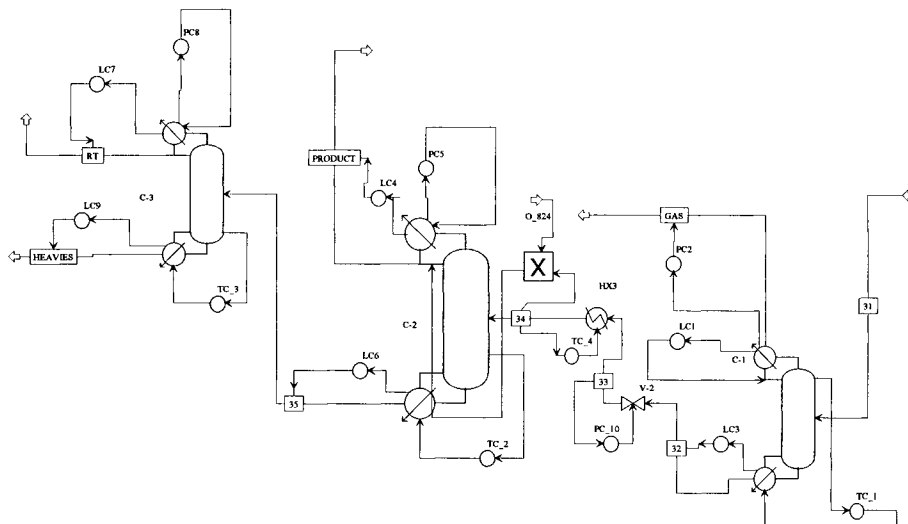 PC8
LC7
RT
C-3
LC9
HEAVIES
TC_3
PRODUCT
PC5
LC4
O_824
X
HX3
C-2
34
TC_4
LC6
35
33
V-2
PC_10
TC_2
GAS
PC2
31
LC1
C-1
LC3
32
TC_1